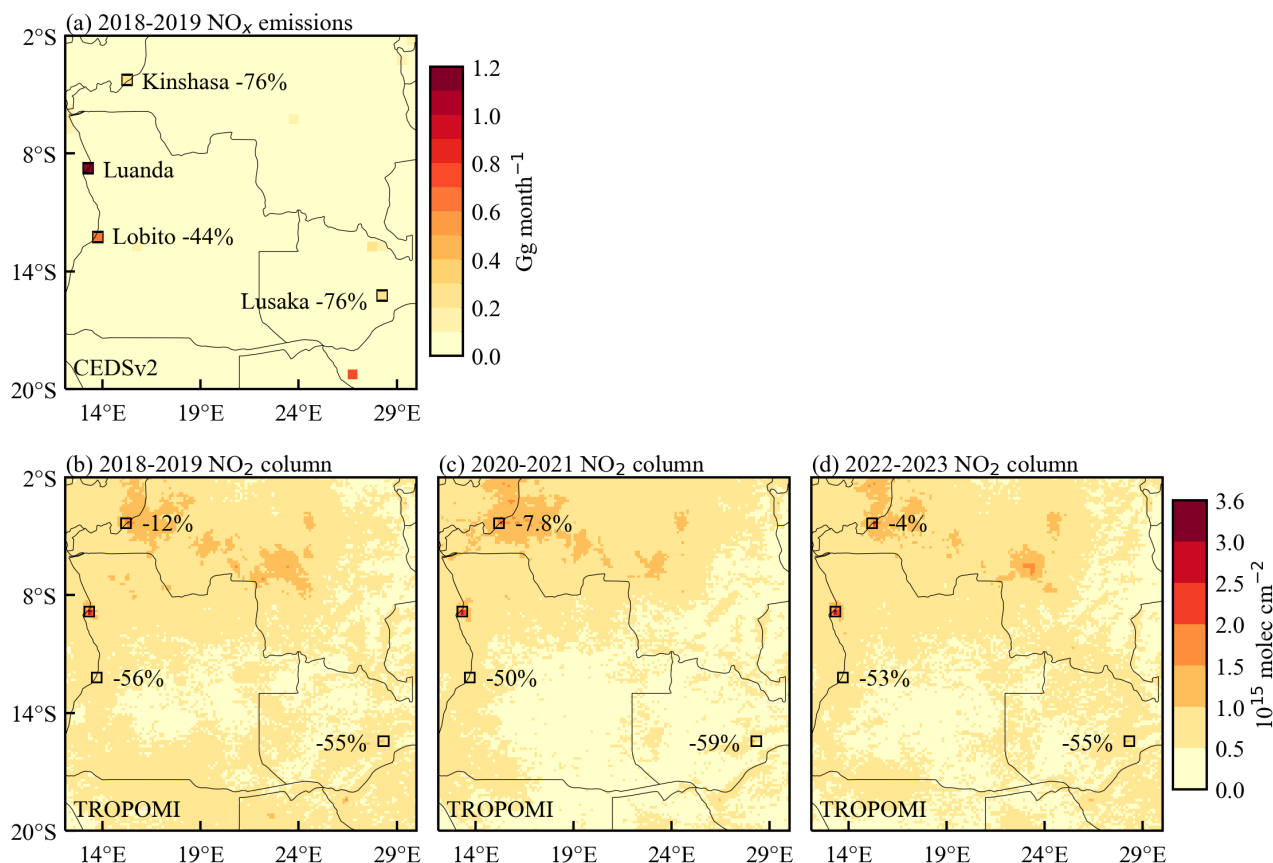 (a) 2018-2019 NOₓ emissions
2°S
8°S
14°S
20°S
Kinshasa -76%
Luanda
Lobito -44%
Lusaka -76%
CEDSv2
14°E 19°E 24°E 29°E
1.2
1.0
0.8
0.6
0.4
0.2
0.0
Gg month⁻¹
(b) 2018-2019 NO₂ column
2°S
8°S
14°S
20°S
-12%
-56%
-55%
TROPOMI
14°E 19°E 24°E 29°E
(c) 2020-2021 NO₂ column
-7.8%
-50%
-59%
TROPOMI
14°E 19°E 24°E 29°E
(d) 2022-2023 NO₂ column
-4%
-53%
-55%
TROPOMI
14°E 19°E 24°E 29°E
3.6
3.0
2.5
2.0
1.5
1.0
0.5
0.0
10¹⁵ molec cm⁻²